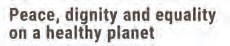 Peace, dignity and equality
on a healthy planet